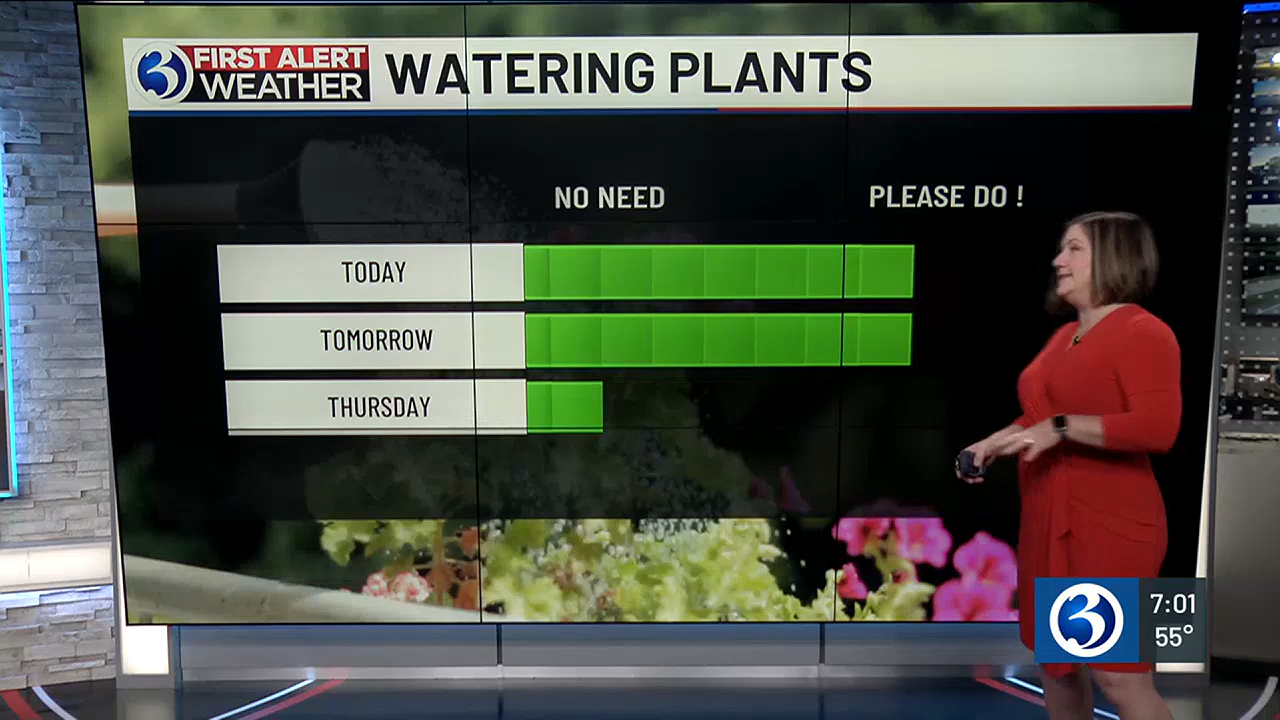 3 FIRST ALERT WEATHER WATERING PLANTS
NO NEED PLEASE DO !
TODAY
TOMORROW
THURSDAY
3 7:01
55°